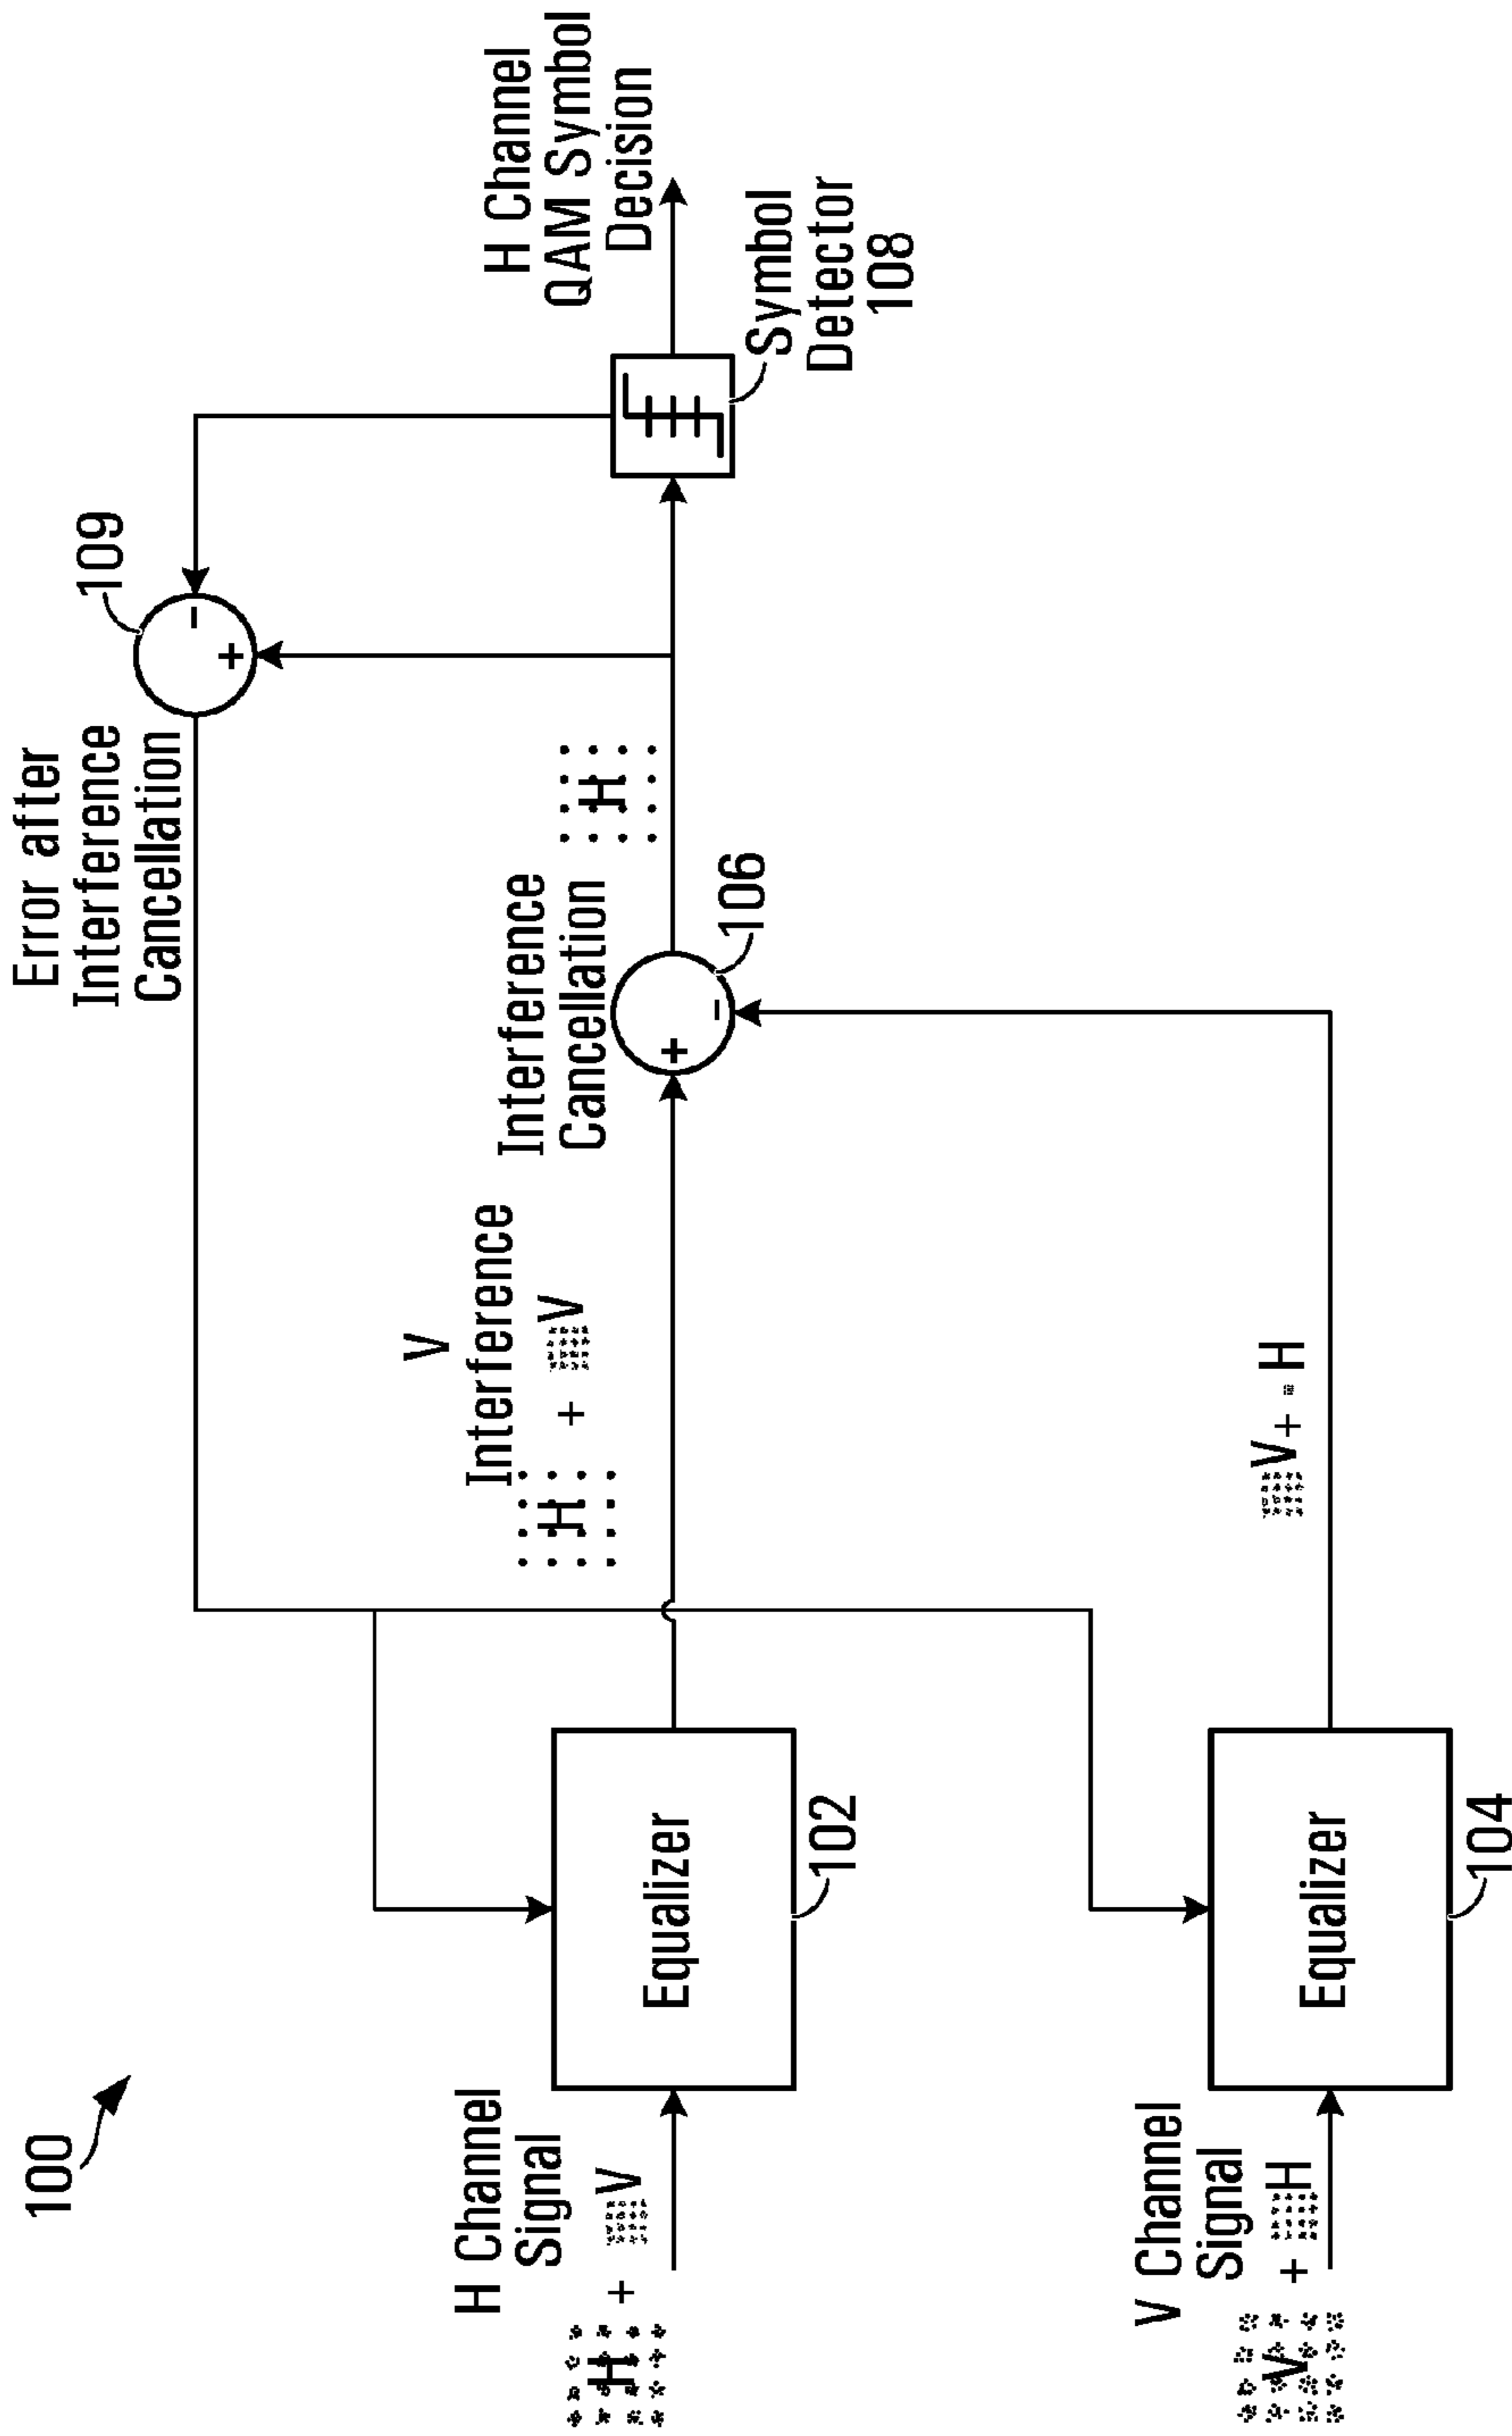 100
H Channel
Signal
H + V
Equalizer
102
V
Interference
H + V
Interference
Cancellation
+
-
106
H
Error after
Interference
Cancellation
109
-
+
H Channel
QAM Symbol
Decision
Symbol
Detector
108
V Channel
Signal
V + H
Equalizer
104
V + H